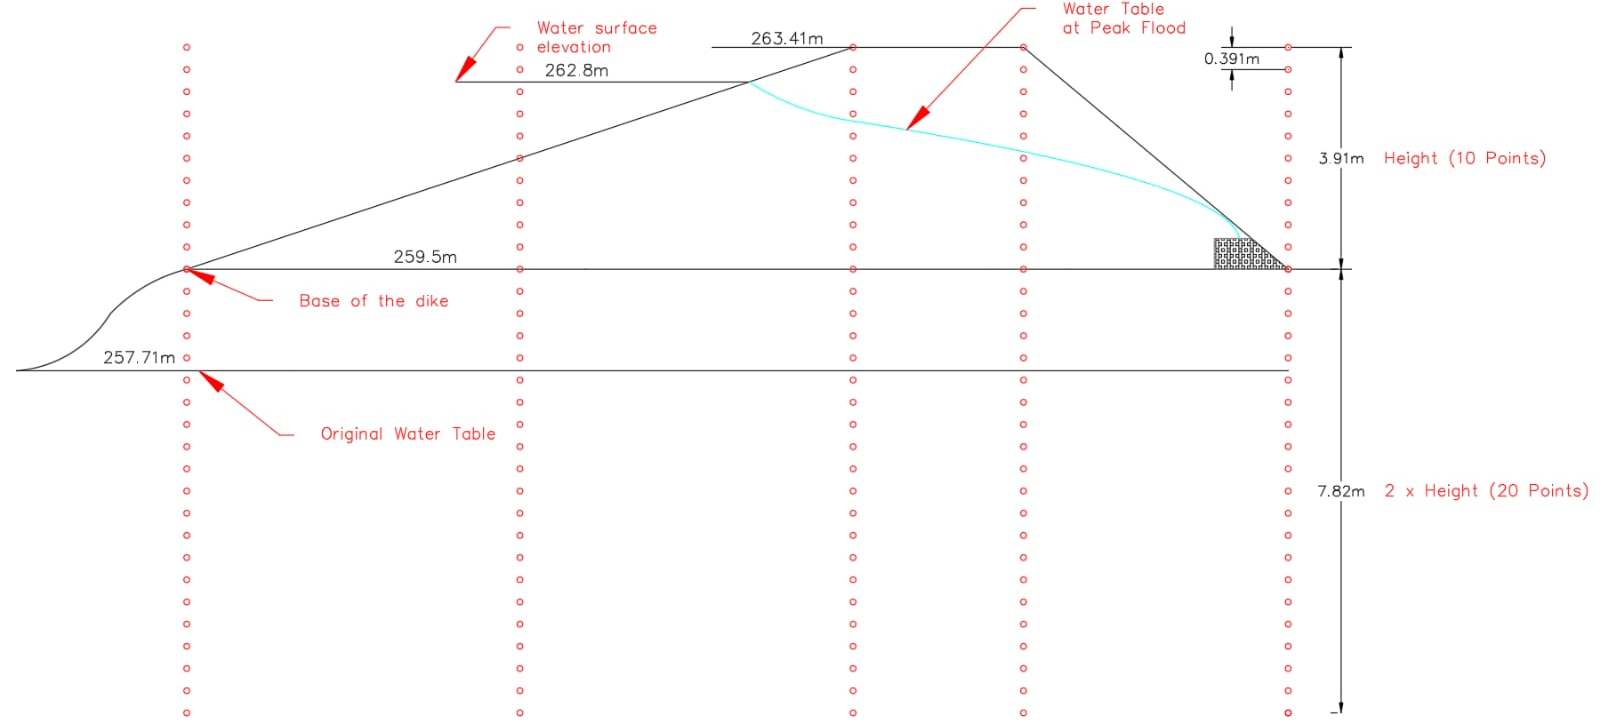 Water Table
at Peak Flood
Water surface
elevation
263.41m
0.391m
262.8m
3.91m
Height (10 Points)
259.5m
Base of the dike
257.71m
Original Water Table
7.82m
2 x Height (20 Points)